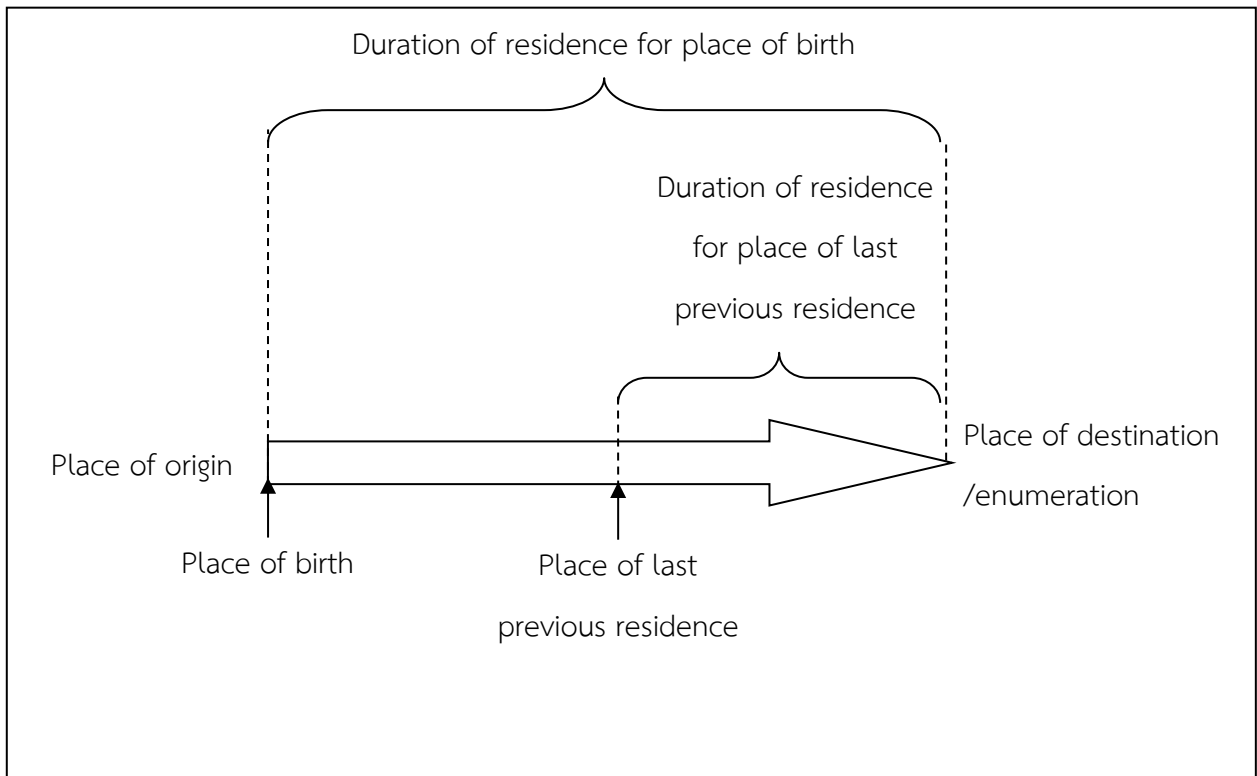 Duration of residence for place of birth
Duration of residence
for place of last
previous residence
Place of origin
Place of destination
/enumeration
Place of birth
Place of last
previous residence